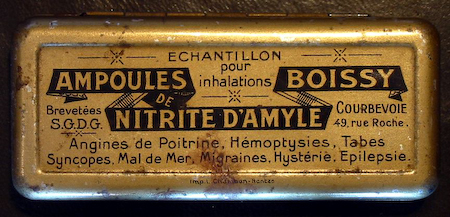 ECHANTILLON
pour
AMPOULES inhalations BOISSY
DE
Brevetées NITRITE D'AMYLE COURBEVOIE
S.G.D.G. 49, rue Roche.
Angines de Poitrine, Hémoptysies, Tabes
Syncopes, Mal de Mer, Migraines, Hystérie, Epilepsie.